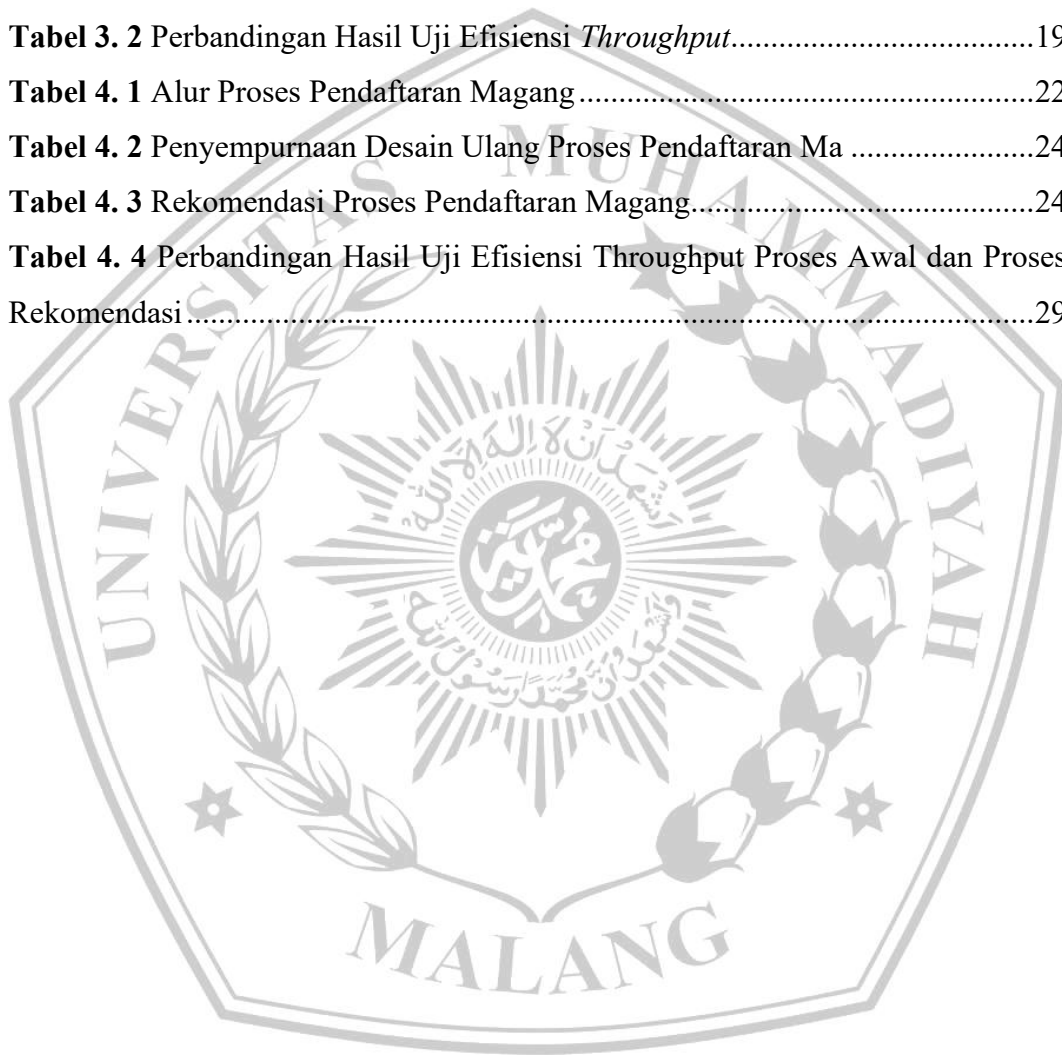 Tabel 3. 2 Perbandingan Hasil Uji Efisiensi Throughput....................................19
Tabel 4. 1 Alur Proses Pendaftaran Magang......................................................22
Tabel 4. 2 Penyempurnaan Desain Ulang Proses Pendaftaran Ma ......................24
Tabel 4. 3 Rekomendasi Proses Pendaftaran Magang.........................................24
Tabel 4. 4 Perbandingan Hasil Uji Efisiensi Throughput Proses Awal dan Proses
Rekomendasi....................................................................................................29
UNIVERSITAS MUHAMMADIYAH
MALANG